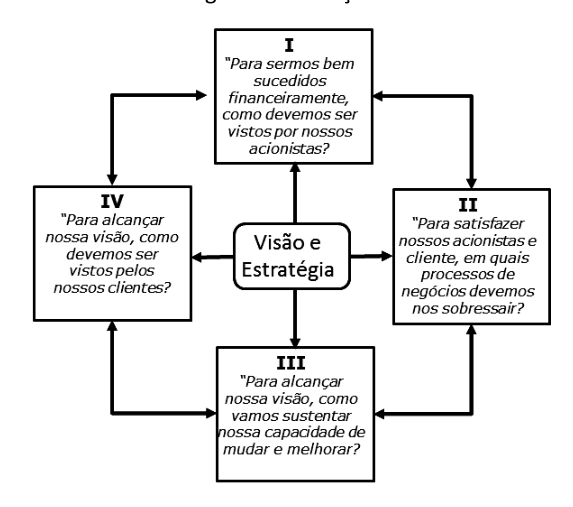 I
“Para sermos bem
sucedidos
financeiramente,
como devemos ser
vistos por nossos
acionistas?
IV
“Para alcançar
nossa visão, como
devemos ser
vistos pelos
nossos clientes?
Visão e
Estratégia
II
“Para satisfazer
nossos acionistas e
cliente, em quais
processos de
negócios devemos
nos sobressair?
III
“Para alcançar
nossa visão, como
vamos sustentar
nossa capacidade de
mudar e melhorar?